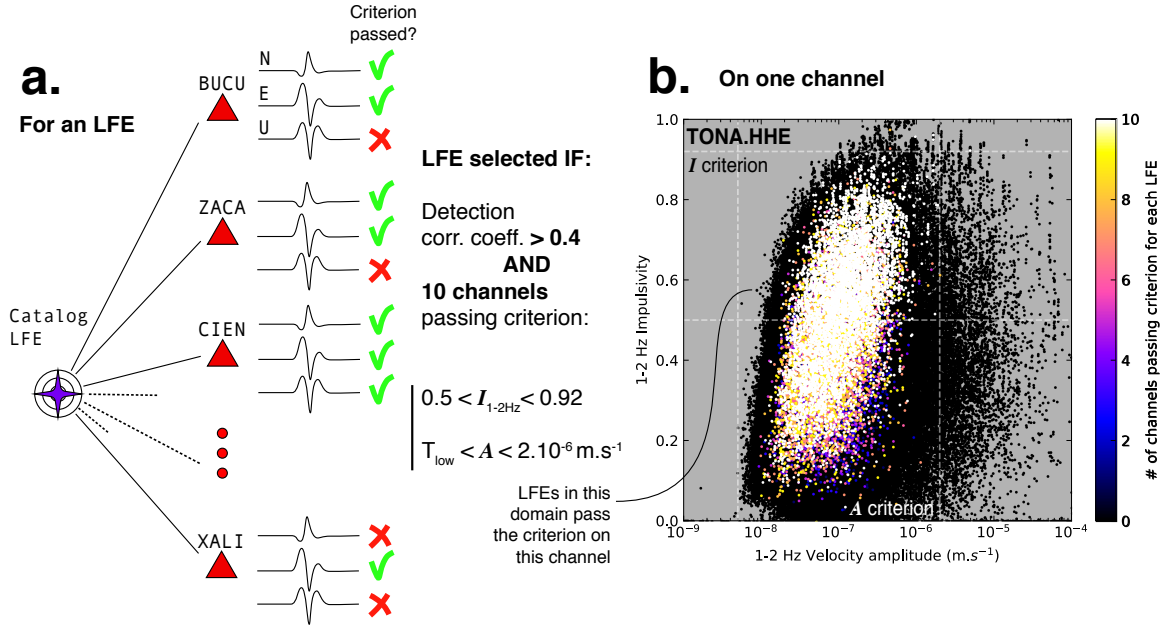 a.
For an LFE
Criterion
passed?
BUCU
N
E
U
ZACA
CIEN
XALI
Catalog
LFE
LFE selected IF:
Detection
corr. coeff. > 0.4
AND
10 channels
passing criterion:
0.5 < I1-2Hz < 0.92
Tlow < A < 2.10-6 m.s-1
LFEs in this
domain pass
the criterion on
this channel
b.
On one channel
TONA.HHE
I criterion
A criterion
1-2 Hz Impulsivity
1.0
0.8
0.6
0.4
0.2
0.0
10-9
10-8
10-7
10-6
10-5
10-4
1-2 Hz Velocity amplitude (m.s-1)
10
8
6
4
2
0
# of channels passing criterion for each LFE